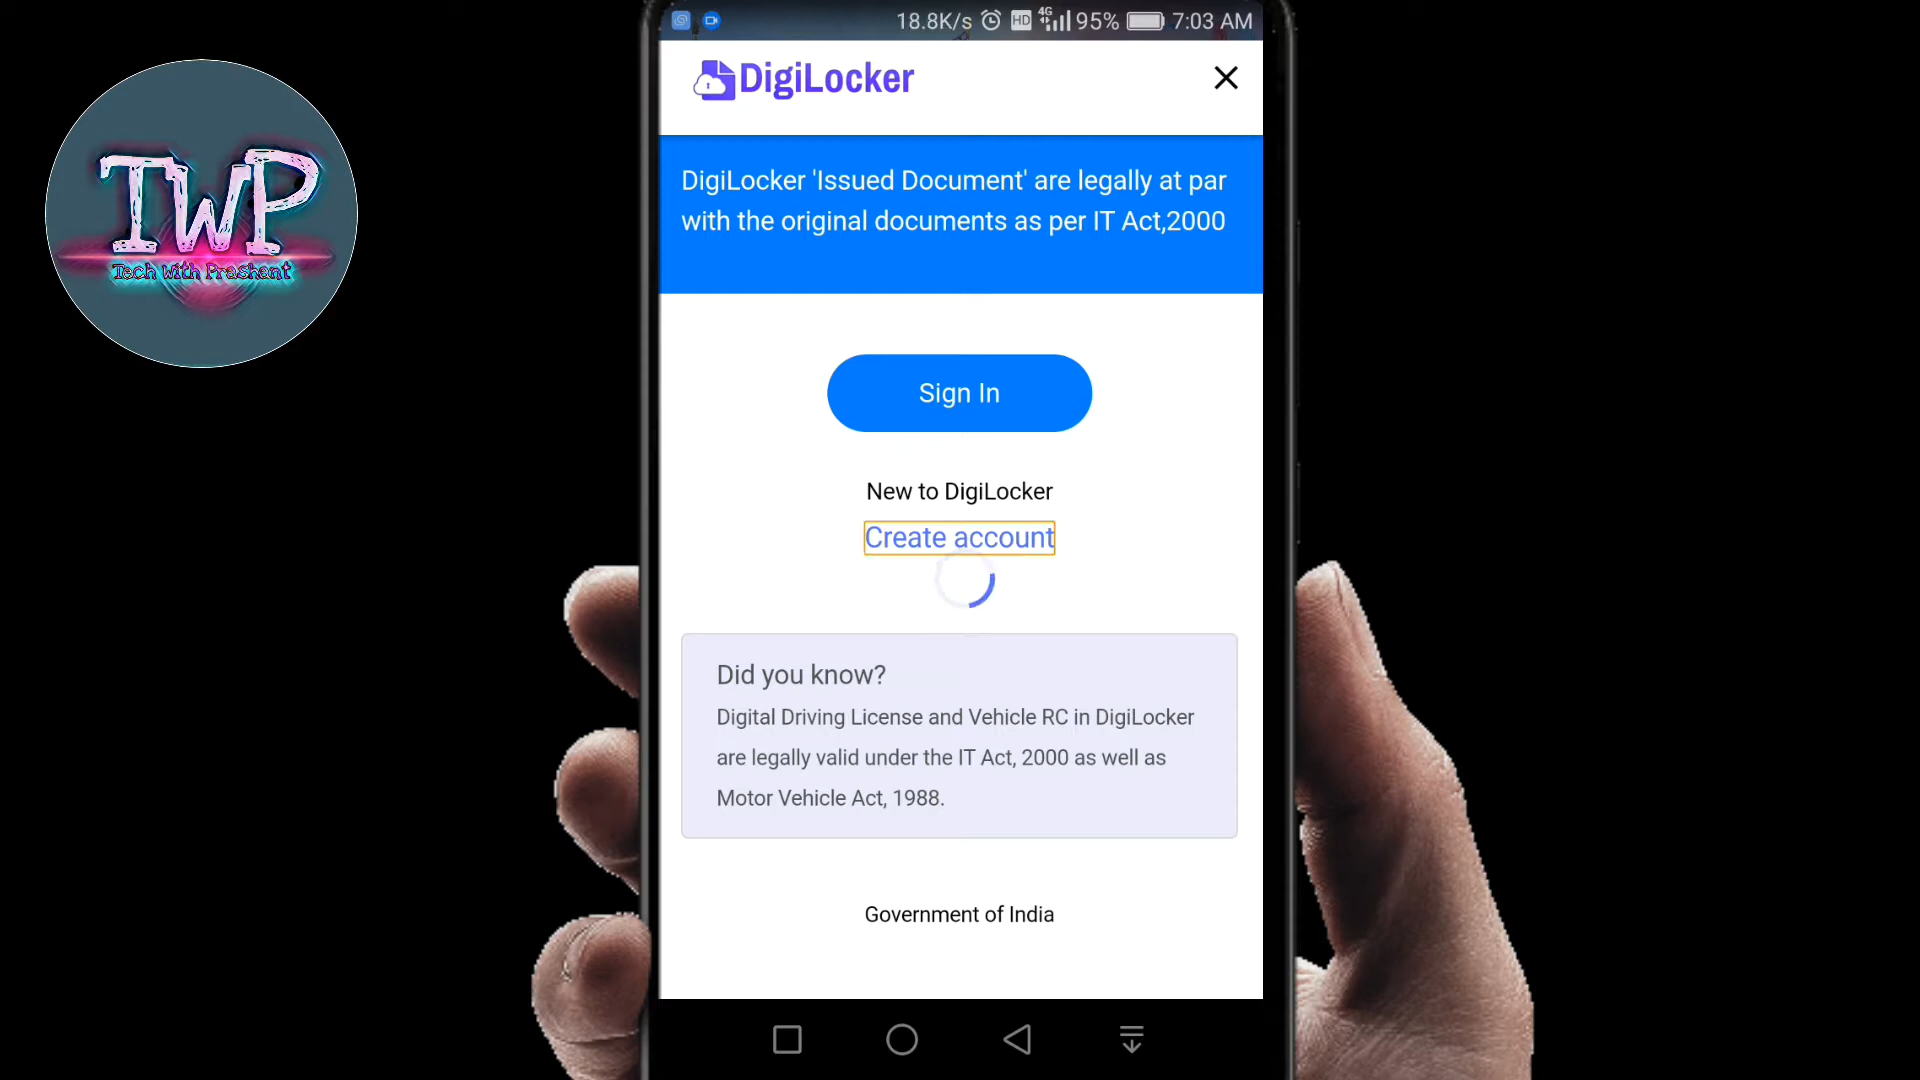 18.8K/s HD 4G 95% 7:03 AM
DigiLocker
TWP
Tech With Prashant
DigiLocker 'Issued Document' are legally at par
with the original documents as per IT Act,2000
Sign In
New to DigiLocker
Create account
Did you know?
Digital Driving License and Vehicle RC in DigiLocker
are legally valid under the IT Act, 2000 as well as
Motor Vehicle Act, 1988.
Government of India